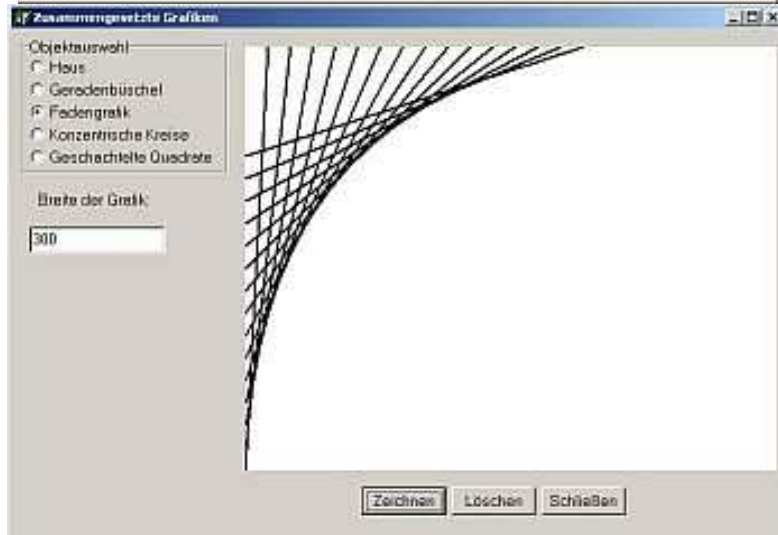 Zusammengesetzte Grafiken
Objektauswahl
Haus
Geradenbüschel
Fadengrafik
Konzentrische Kreise
Geschachtelte Quadrate
Breite der Grafik:
300
Zeichnen
Löschen
Schließen